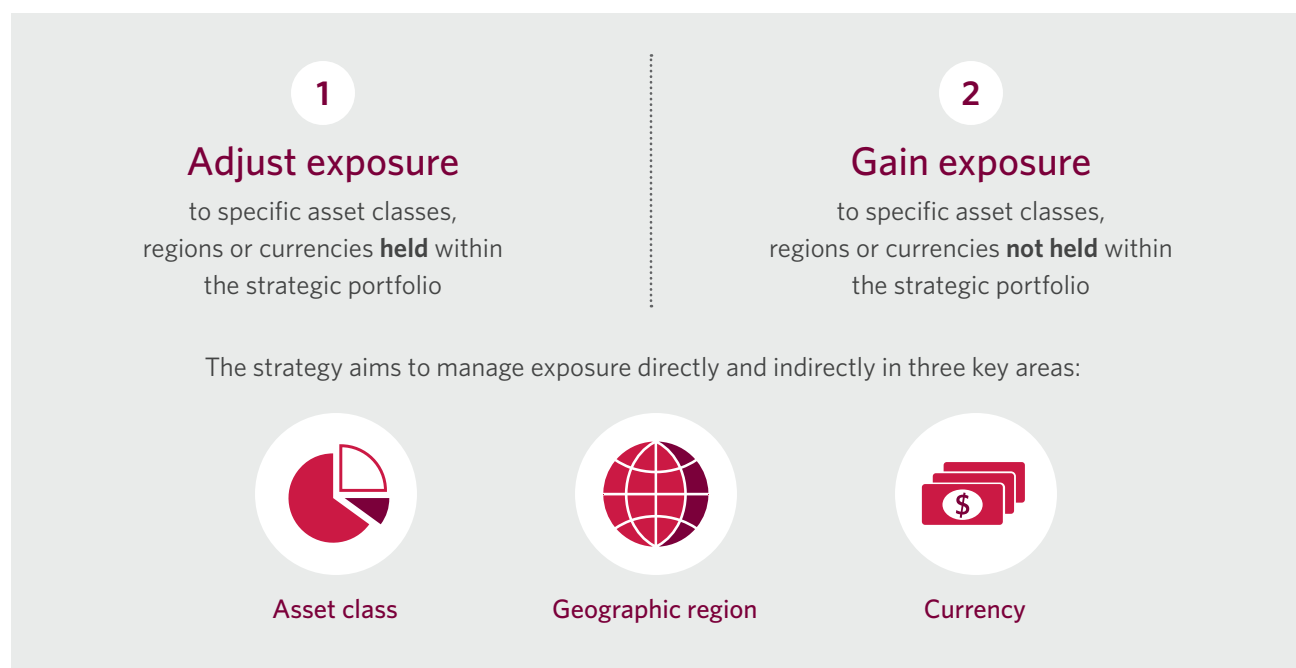 1
Adjust exposure
to specific asset classes,
regions or currencies held within
the strategic portfolio
2
Gain exposure
to specific asset classes,
regions or currencies not held within
the strategic portfolio
The strategy aims to manage exposure directly and indirectly in three key areas:
$
Asset class
Geographic region
Currency